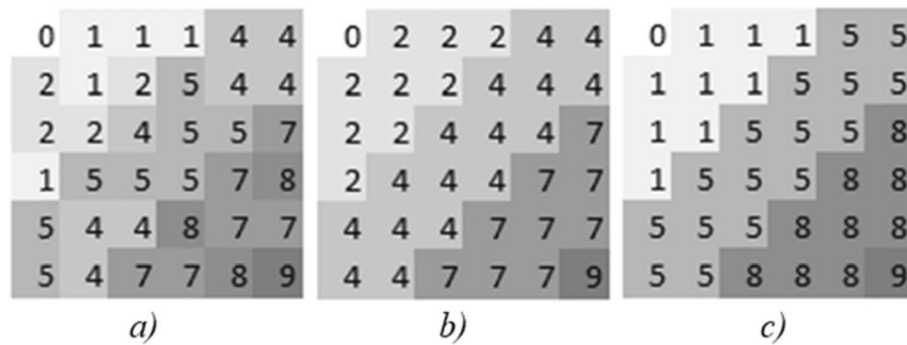 0 1 1 1 4 4 0 2 2 2 4 4 0 1 1 1 5 5
2 1 2 5 4 4 2 2 2 4 4 4 1 1 1 5 5 5
2 2 4 5 5 7 2 2 4 4 4 7 1 1 5 5 5 8
1 5 5 5 7 8 2 4 4 4 7 7 1 5 5 5 8 8
5 4 4 8 7 7 4 4 4 7 7 7 5 5 5 8 8 8
5 4 7 7 8 9 4 4 7 7 7 9 5 5 8 8 8 9
a) b) c)